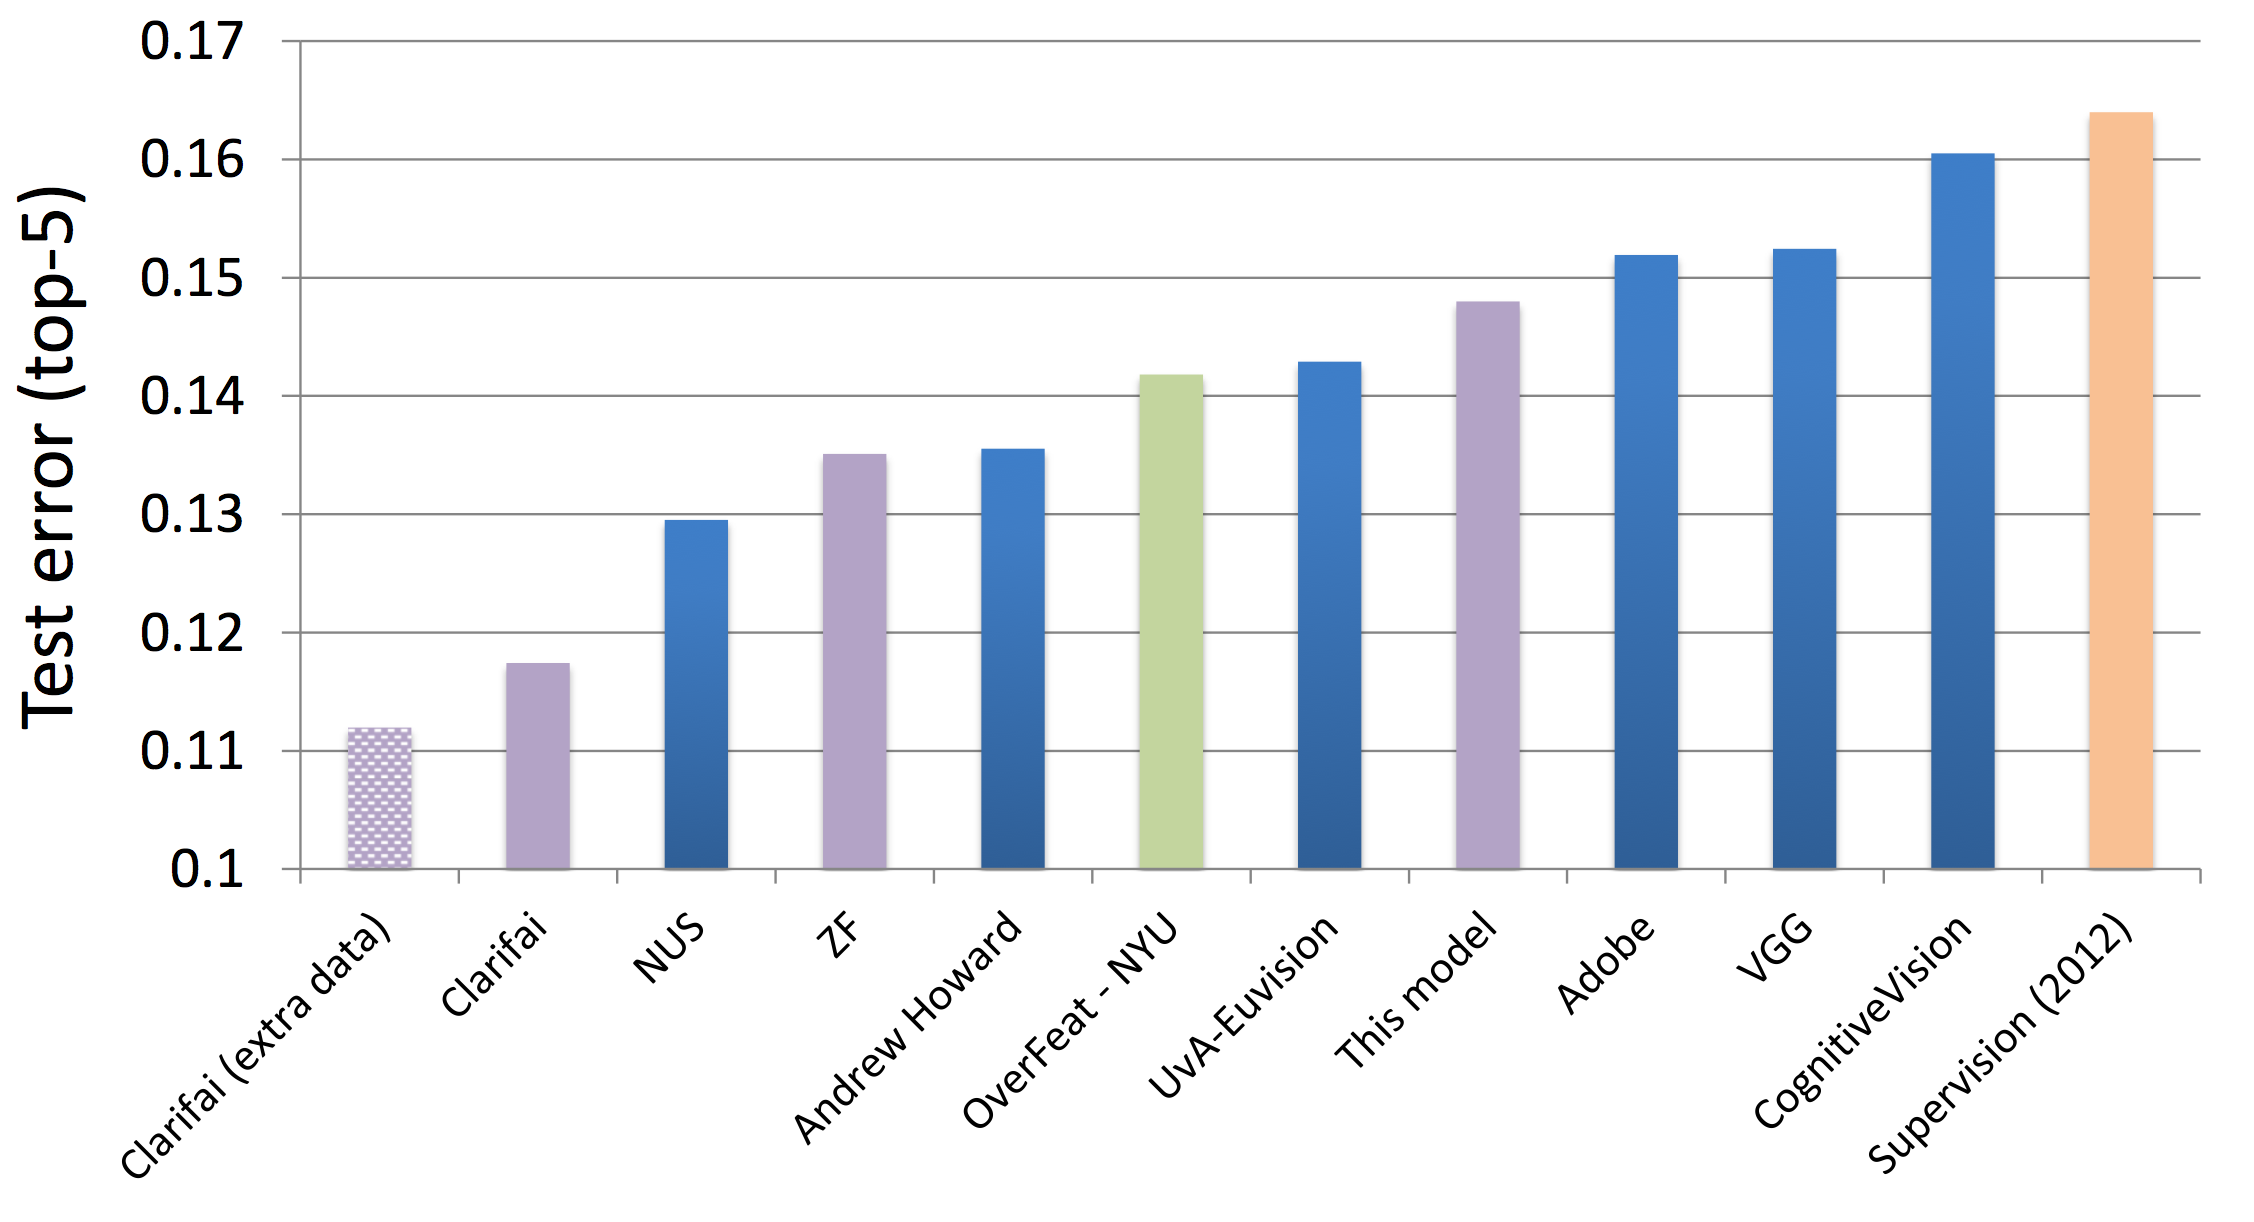 Test error (top-5)
0.17
0.16
0.15
0.14
0.13
0.12
0.11
0.1
Clarifai (extra data)
Clarifai
NUS
ZF
Andrew Howard
OverFeat - NYU
UvA-Euvision
This model
Adobe
VGG
CognitiveVision
Supervision (2012)